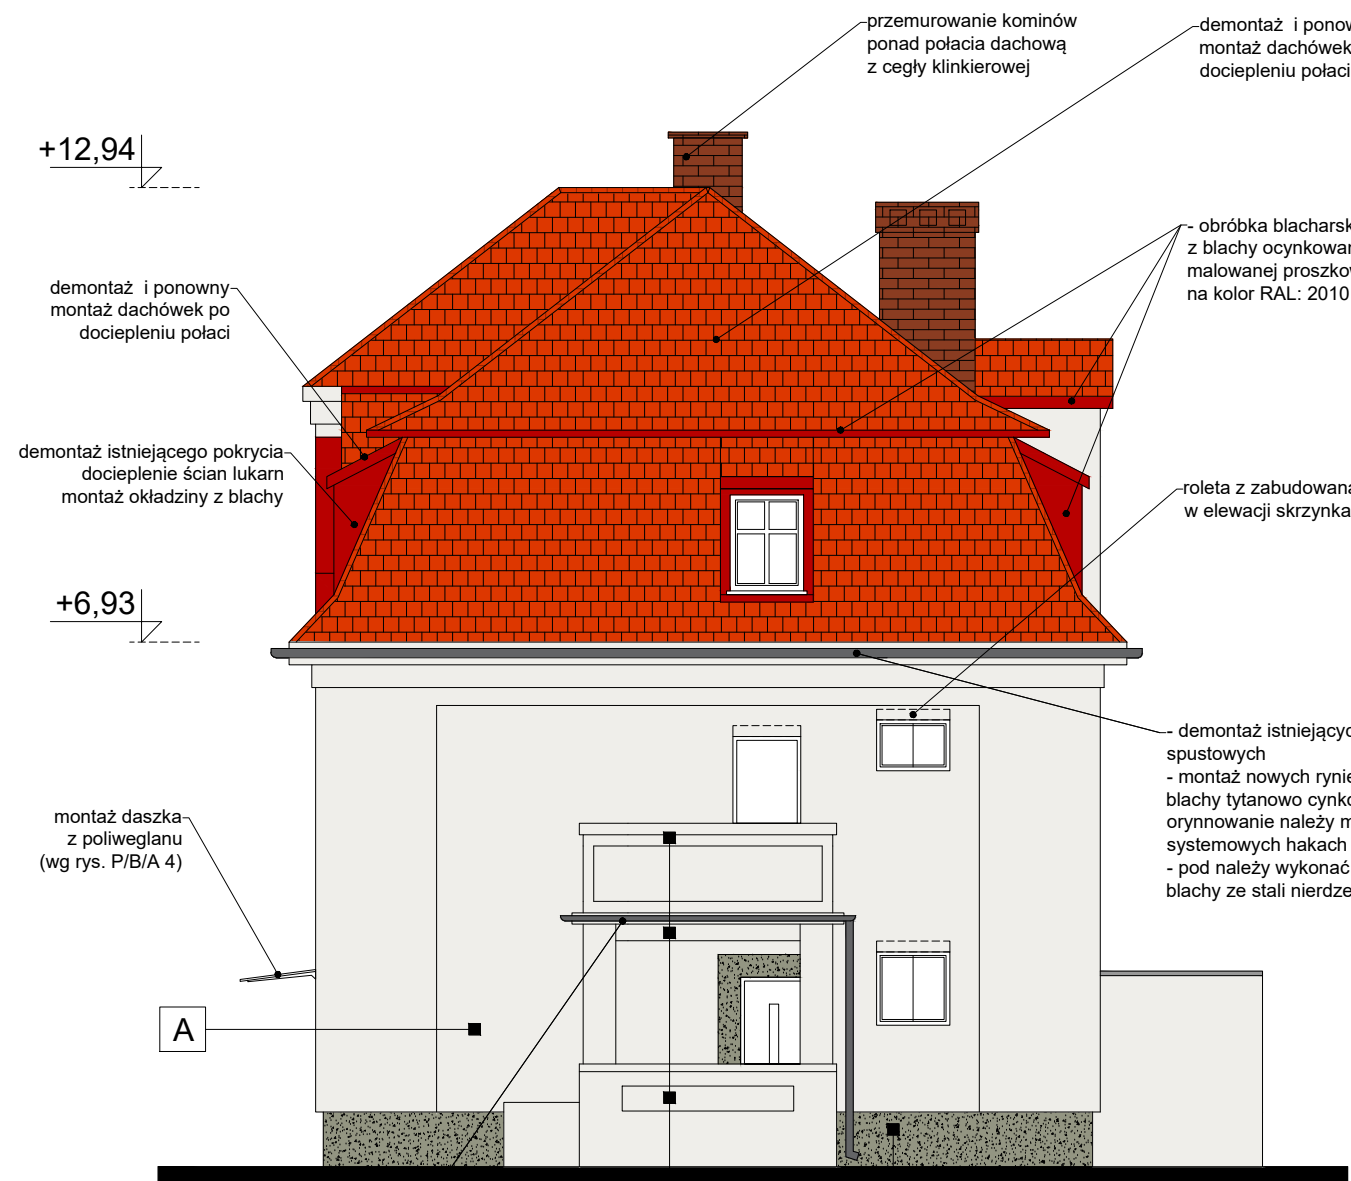 przemurowanie kominów
ponad połacia dachową
z cegły klinkierowej
demontaż i ponow
montaż dachówek
dociepleniu połaci
+12,94
- obróbka blacharsk
z blachy ocynkowan
malowanej proszkow
na kolor RAL: 2010
demontaż i ponowny
montaż dachówek po
dociepleniu połaci
demontaż istniejącego pokrycia
docieplenie ścian lukarn
montaż okładziny z blachy
roleta z zabudowana
w elewacji skrzynka
+6,93
- demontaż istniejącyc
spustowych
- montaż nowych rynie
blachy tytanowo cynko
orynnowanie należy m
systemowych hakach
- pod należy wykonać
blachy ze stali nierdze
montaż daszka
z poliweglanu
(wg rys. P/B/A 4)
A